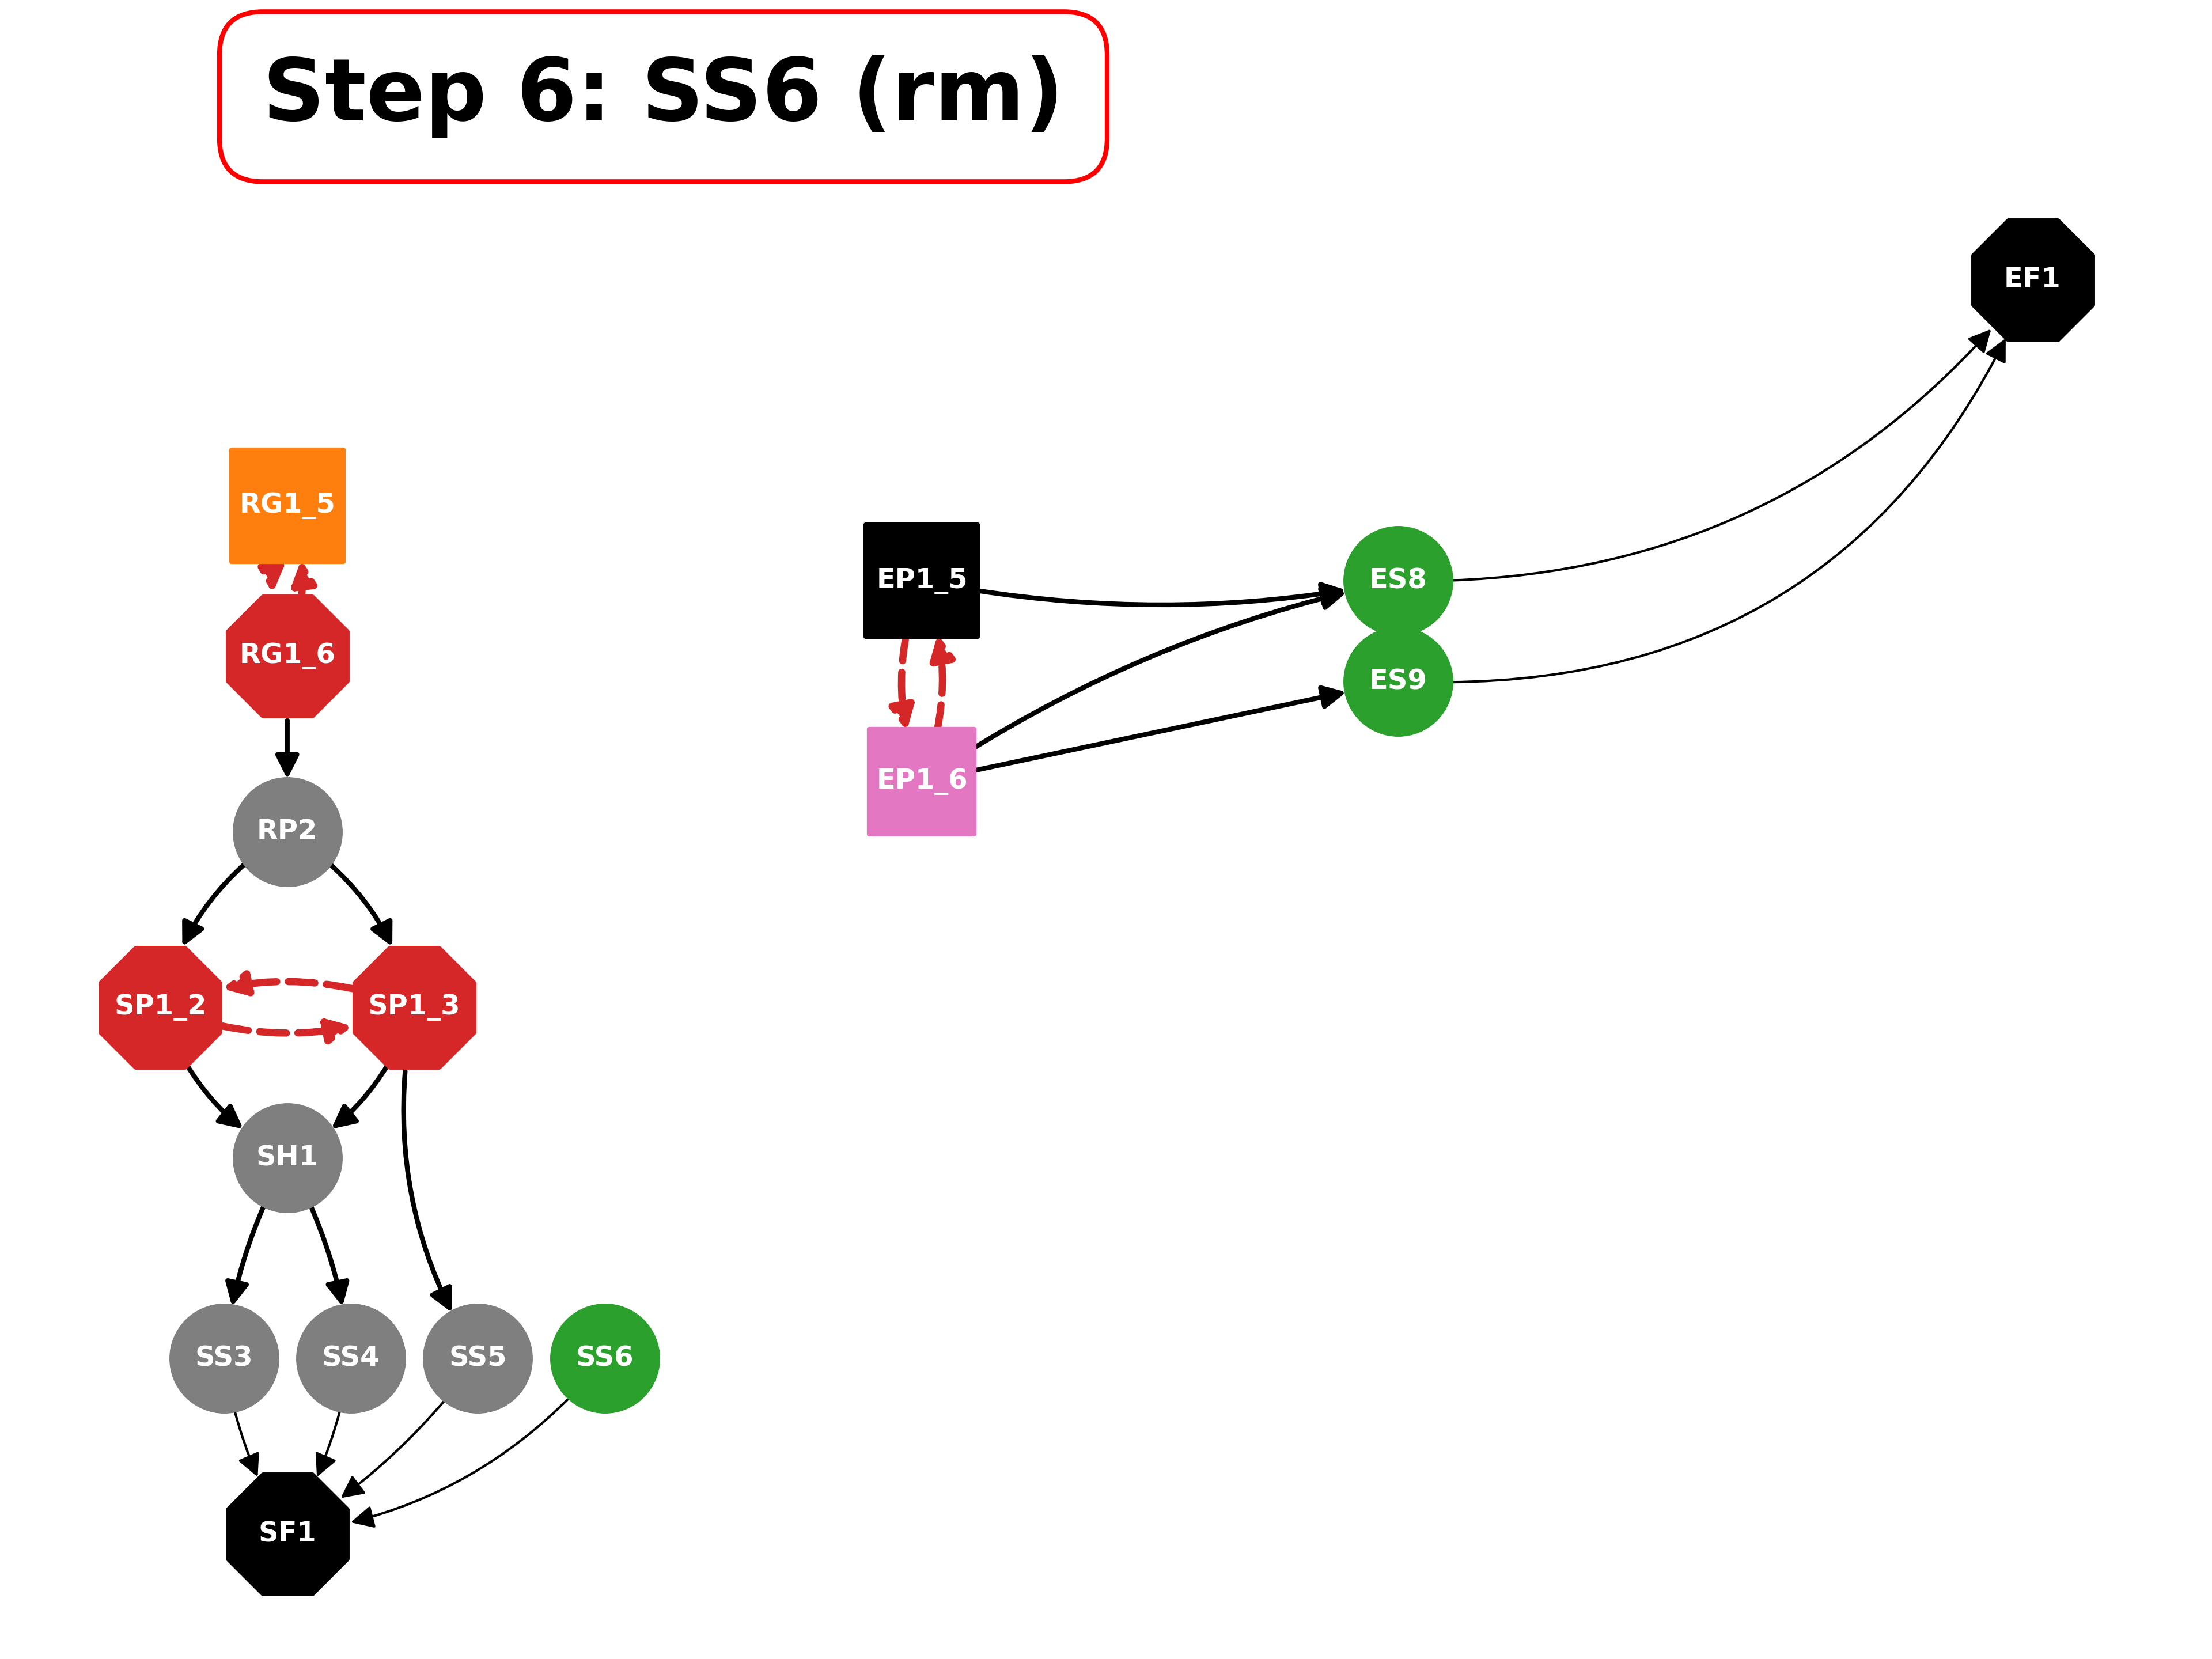 Step 6: SS6 (rm)
EF1
RG1_5
EP1_5
ES8
RG1_6
ES9
EP1_6
RP2
SP1_2
SP1_3
SH1
SS3
SS4
SS5
SS6
SF1